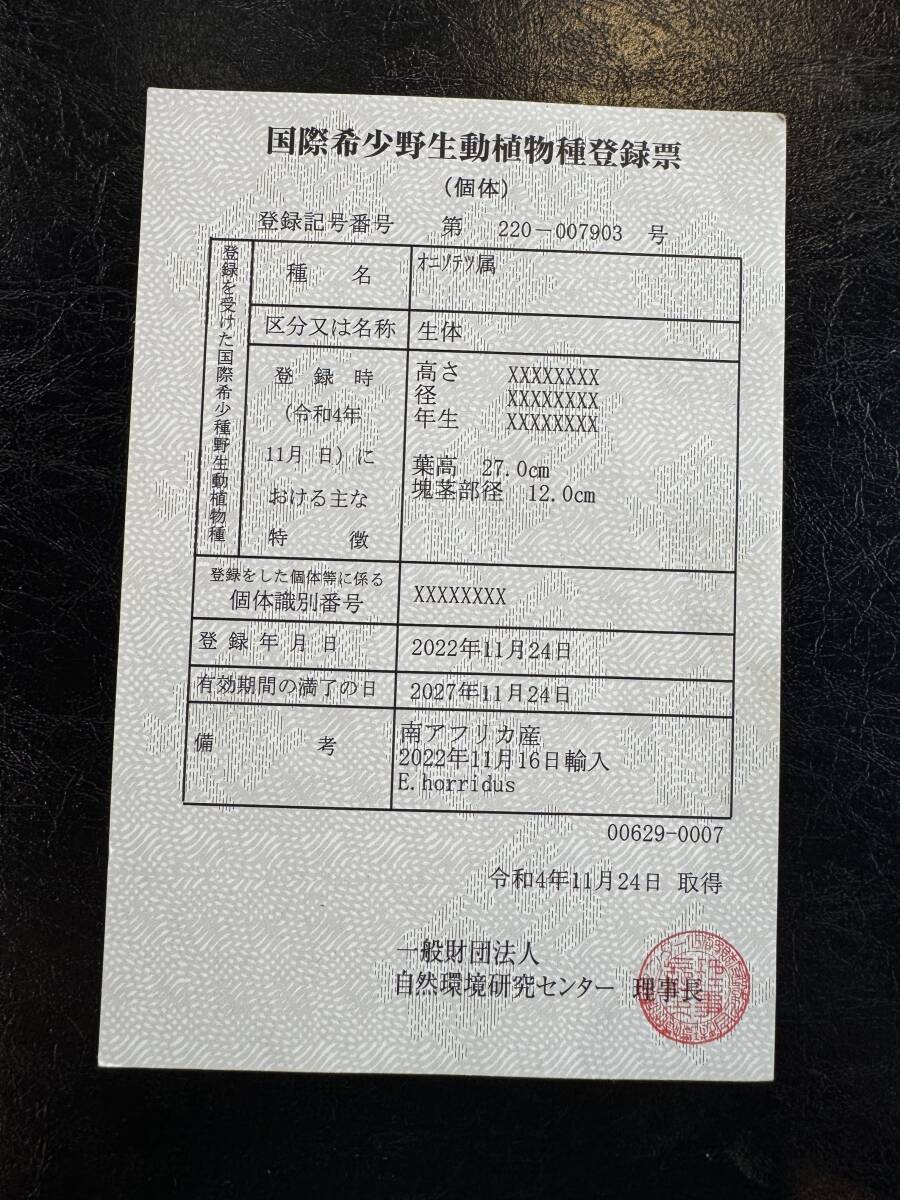 国際希少野生動植物種登録票
(個体)
登録記号番号 第 220-007903 号
登録を受けた国際希少種野生動植物種
種 名 ｵﾆｿﾃﾂ属
区分又は名称 生体
登 録 時
(令和4年
11月 日)に
おける主な
特 徴
高さ XXXXXXXX
径 XXXXXXXX
年生 XXXXXXXX
葉高 27.0cm
塊茎部径 12.0cm
登録をした個体等に係る
個体識別番号 XXXXXXXX
登 録 年 月 日 2022年11月24日
有効期間の満了の日 2027年11月24日
備 考
南アフリカ産
2022年11月16日輸入
E.horridus
00629-0007
令和4年11月24日 取得
一般財団法人
自然環境研究センター 理事長